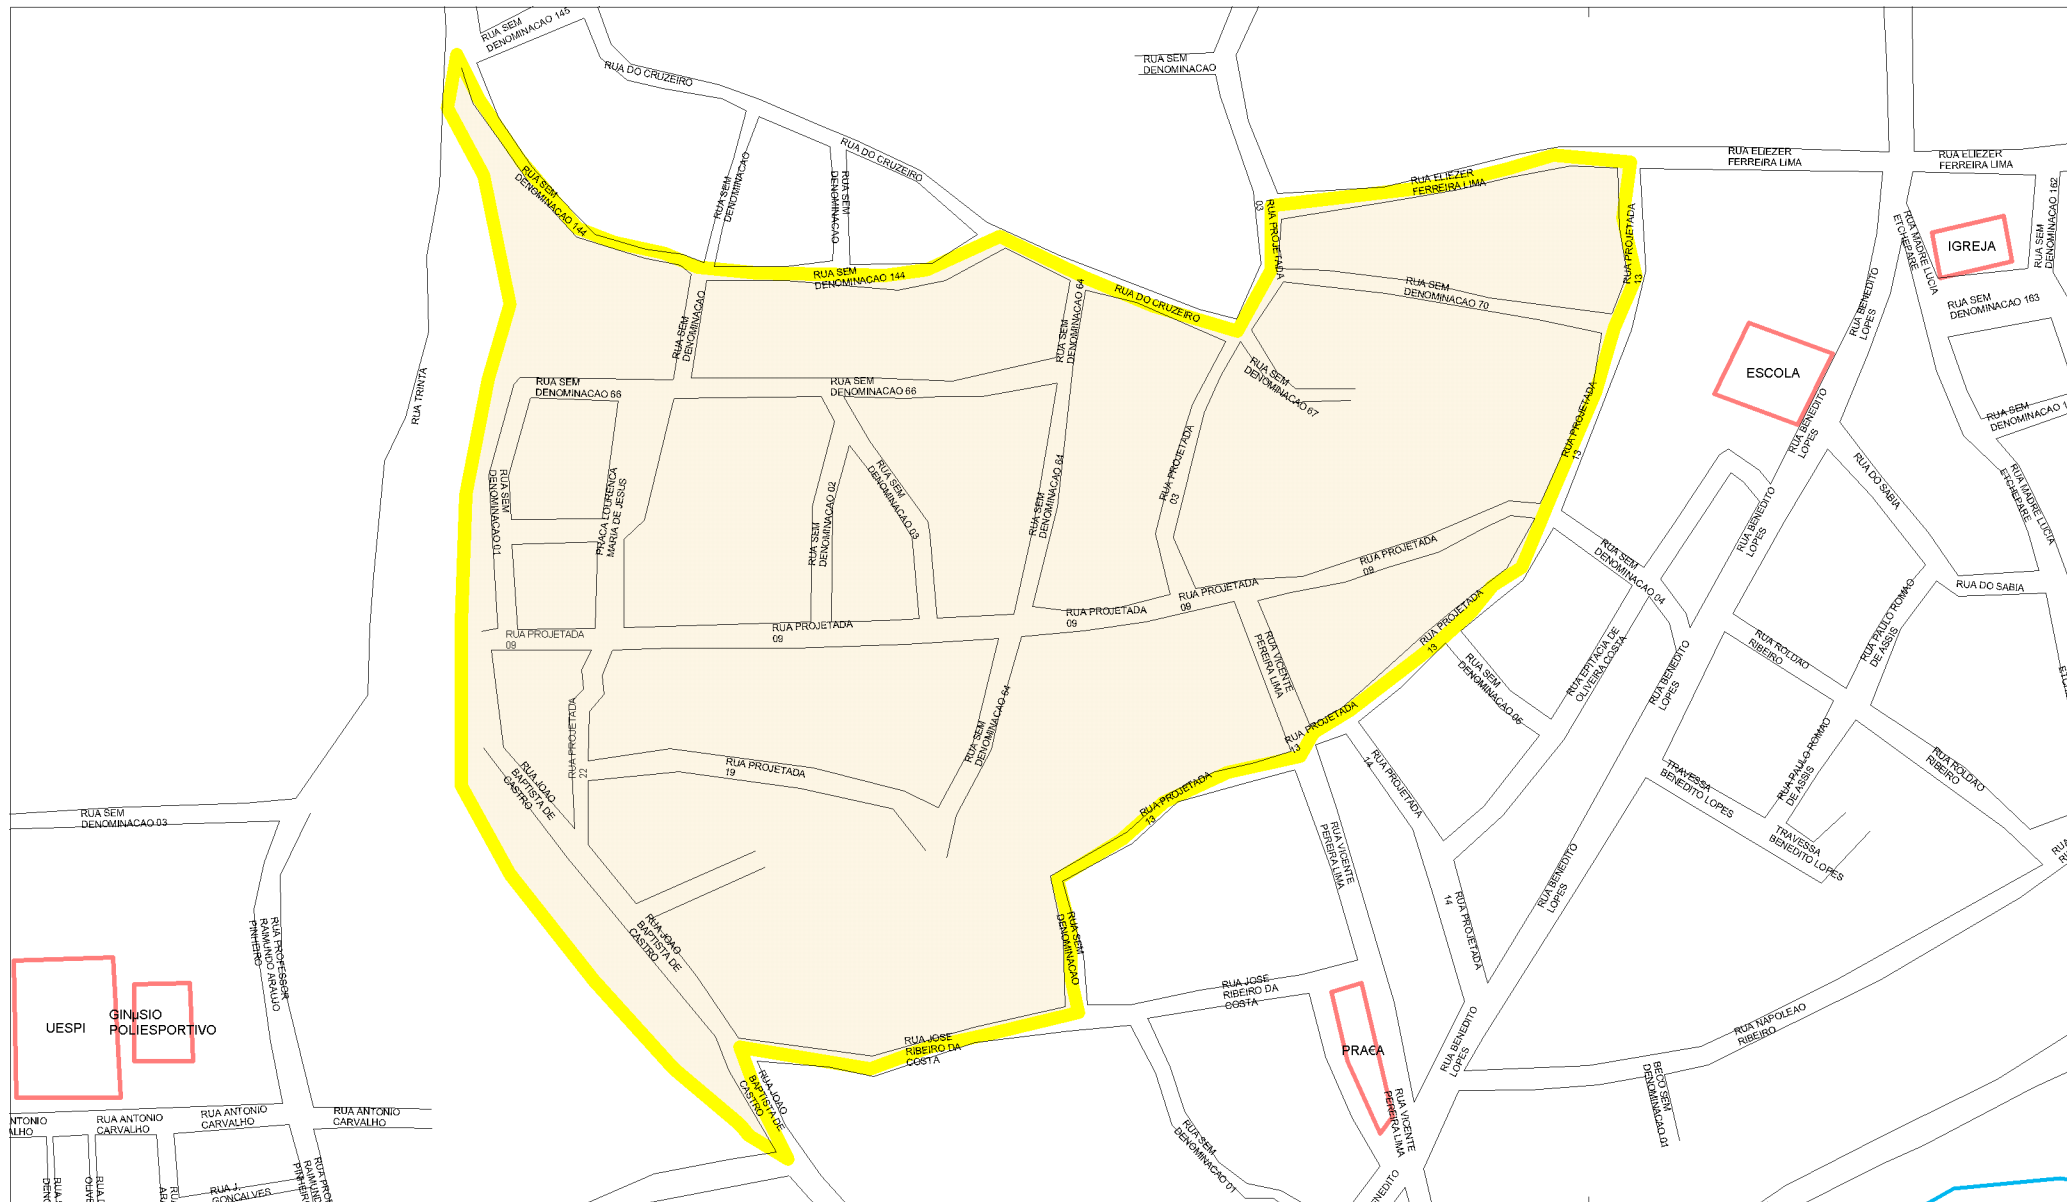 RUA SEM
DENOMINACAO 145
RUA DO CRUZEIRO
RUA SEM
DENOMINACAO
RUA DO CRUZEIRO
RUA SEM
DENOMINACAO
RUA SEM
DENOMINACAO
RUA SEM
DENOMINACAO 144
RUA SEM
DENOMINACAO 144
RUA ELIEZER
FERREIRA LIMA
RUA ELIEZER
FERREIRA LIMA
RUA ELIEZER
FERREIRA LIMA
RUA PROJETADA
03
RUA PROJETADA
13
RUA MADRE LUCIA
ETCHEPARE
IGREJA
RUA SEM
DENOMINACAO 162
RUA SEM
DENOMINACAO 163
RUA SEM
DENOMINACAO 70
RUA DO CRUZEIRO
RUA SEM
DENOMINACAO 64
RUA SEM
DENOMINACAO
RUA BENEDITO
LOPES
ESCOLA
RUA TRINTA
RUA SEM
DENOMINACAO 66
RUA SEM
DENOMINACAO 66
RUA SEM
DENOMINACAO 67
RUA PROJETADA
13
RUA BENEDITO
LOPES
RUA SEM
DENOMINACAO 1
RUA SEM
DENOMINACAO 01
PRACA LOURENCA
MARIA DE JESUS
RUA SEM
DENOMINACAO 02
RUA SEM
DENOMINACAO 03
RUA SEM
DENOMINACAO 64
RUA PROJETADA
03
RUA BENEDITO
LOPES
RUA DO SABIA
RUA MADRE LUCIA
ETCHEPARE
RUA DO SABIA
RUA PROJETADA
09
RUA PROJETADA
09
RUA PROJETADA
09
RUA PROJETADA
09
RUA PROJETADA
09
RUA SEM
DENOMINACAO 04
RUA PROJETADA
13
RUA VICENTE
PEREIRA LIMA
RUA SEM
DENOMINACAO 05
RUA EPITACIA DE
OLIVEIRA COSTA
RUA BENEDITO
LOPES
RUA ROLDAO
RIBEIRO
RUA PAULO ROMAO
DE ASSIS
RUA PROJETADA
22
RUA SEM
DENOMINACAO 64
RUA PROJETADA
13
RUA PROJETADA
19
RUA JOAO
BAPTISTA DE
CASTRO
RUA PROJETADA
13
RUA PROJETADA
14
TRAVESSA
BENEDITO LOPES
RUA PAULO ROMAO
DE ASSIS
RUA ROLDAO
RIBEIRO
TRAVESSA
BENEDITO LOPES
RUA SEM
DENOMINACAO 03
RUA VICENTE
PEREIRA LIMA
RUA BENEDITO
LOPES
RUA PROJETADA
14
RUA PROFESSOR
RAIMUNDO ARAUJO
PINHEIRO
RUA JOAO
BAPTISTA DE
CASTRO
RUA SEM
DENOMINACAO
RUA JOSE
RIBEIRO DA
COSTA
UESPI
GINµSIO
POLIESPORTIVO
RUA JOSE
RIBEIRO DA
COSTA
PRA€A
RUA BENEDITO
LOPES
RUA NAPOLEAO
RIBEIRO
BECO SEM
DENOMINACAO 01
RUA JOAO
BAPTISTA DE
CASTRO
RUA VICENTE
PEREIRA LIMA
RUA SEM
DENOMINACAO 01
NTONIO
ALHO
RUA ANTONIO
CARVALHO
RUA ANTONIO
CARVALHO
RUA ANTONIO
CARVALHO
RUA J.
GONCALVES
ENEDITO